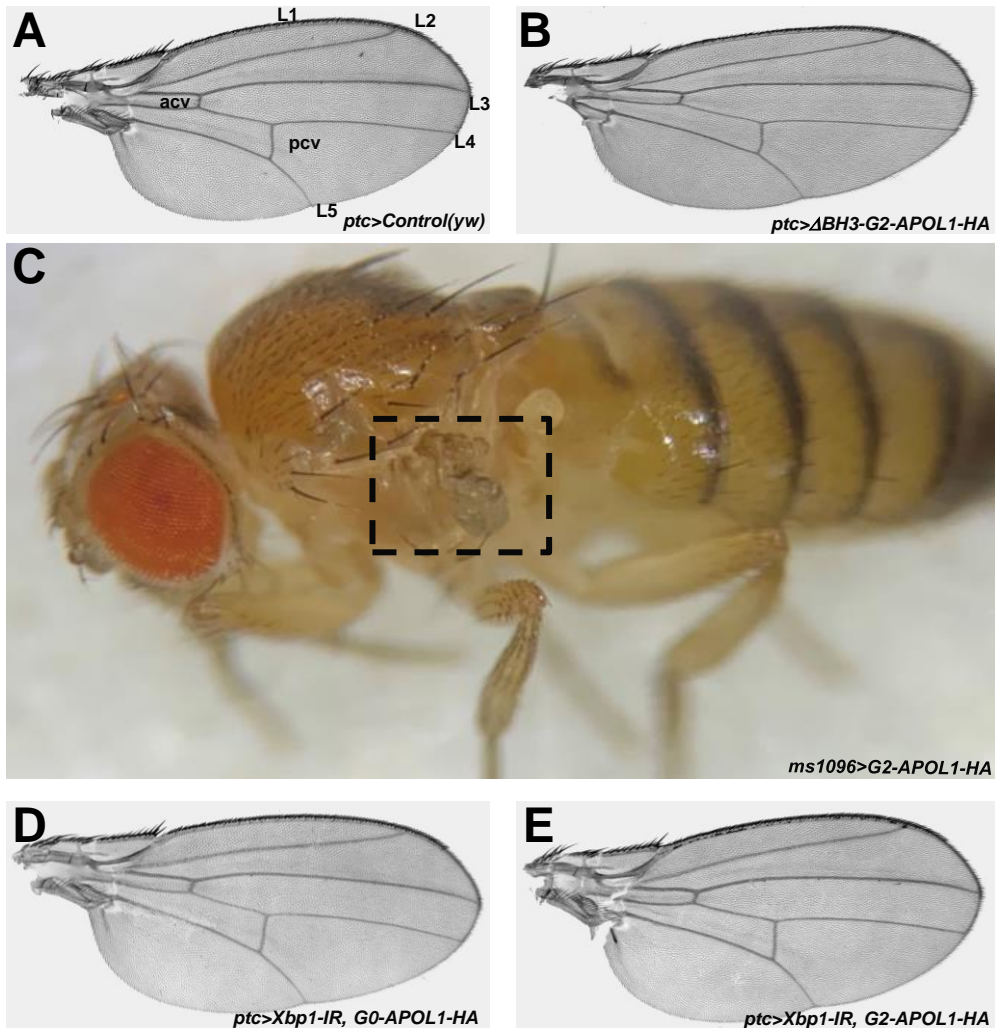 A
L1
L2
acv
L3
pcv
L4
L5
ptc>Control(yw)
B
ptc>ΔBH3-G2-APOL1-HA
C
ms1096>G2-APOL1-HA
D
ptc>Xbp1-IR, G0-APOL1-HA
E
ptc>Xbp1-IR, G2-APOL1-HA